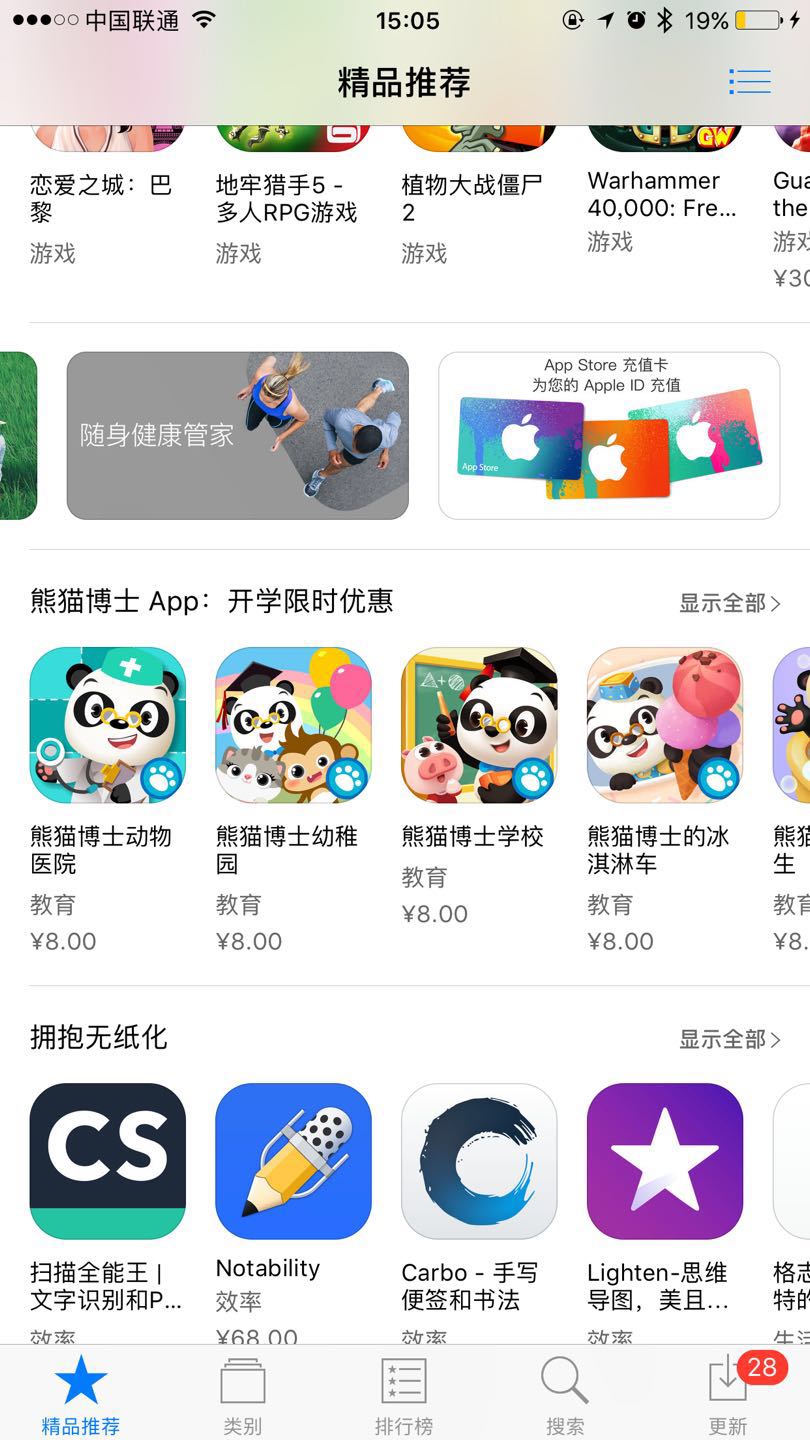 中国联通
15:05
19%
精品推荐
恋爱之城：巴
黎
游戏
地牢猎手5 -
多人RPG游戏
游戏
植物大战僵尸
2
游戏
GW
Warhammer
40,000: Fre...
游戏
Gua
the
游戏
¥30
随身健康管家
App Store 充值卡
为您的 Apple ID 充值
App Store
熊猫博士 App：开学限时优惠
显示全部
熊猫博士动物
医院
教育
¥8.00
熊猫博士幼稚
园
教育
¥8.00
熊猫博士学校
教育
¥8.00
熊猫博士的冰
淇淋车
教育
¥8.00
熊猫
生
教育
¥8.
拥抱无纸化
显示全部
CS
扫描全能王 |
文字识别和P...
效率
Notability
效率
¥68.00
Carbo - 手写
便签和书法
效率
Lighten-思维
导图，美且...
效率
格志
特的
生活
精品推荐
类别
排行榜
搜索
28
更新